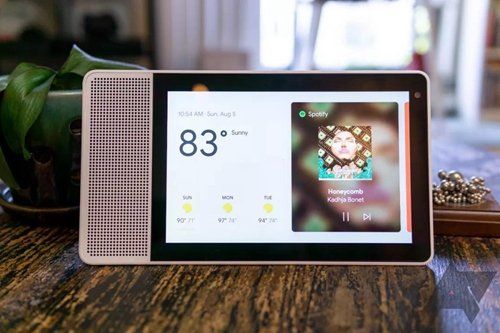 10:54 AM · Sun, Aug 5
83° Sunny
SUN MON TUE
90° 71° 97° 74° 94° 74°
Spotify
Honeycomb
Kadhja Bonet